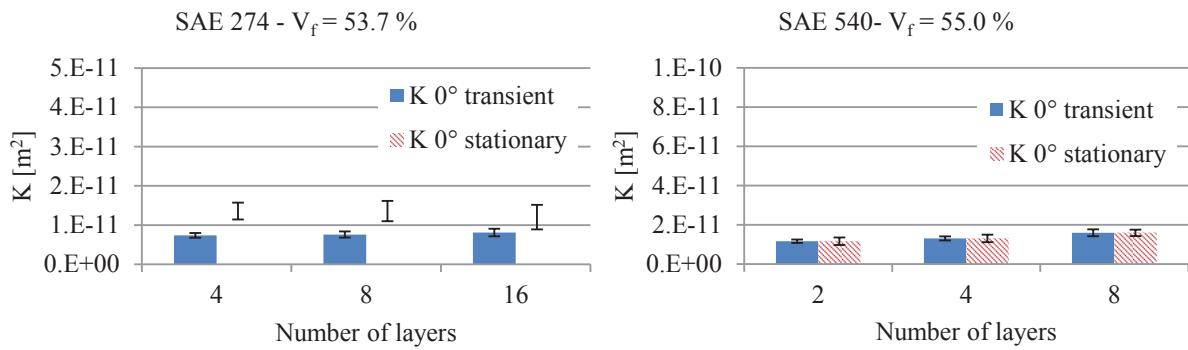 SAE 274 - Vf = 53.7 %
5.E-11
4.E-11
3.E-11
2.E-11
1.E-11
0.E+00
K [m²]
K 0° transient
K 0° stationary
4 8 16
Number of layers
SAE 540- Vf = 55.0 %
1.E-10
8.E-11
6.E-11
4.E-11
2.E-11
0.E+00
K [m²]
K 0° transient
K 0° stationary
2 4 8
Number of layers